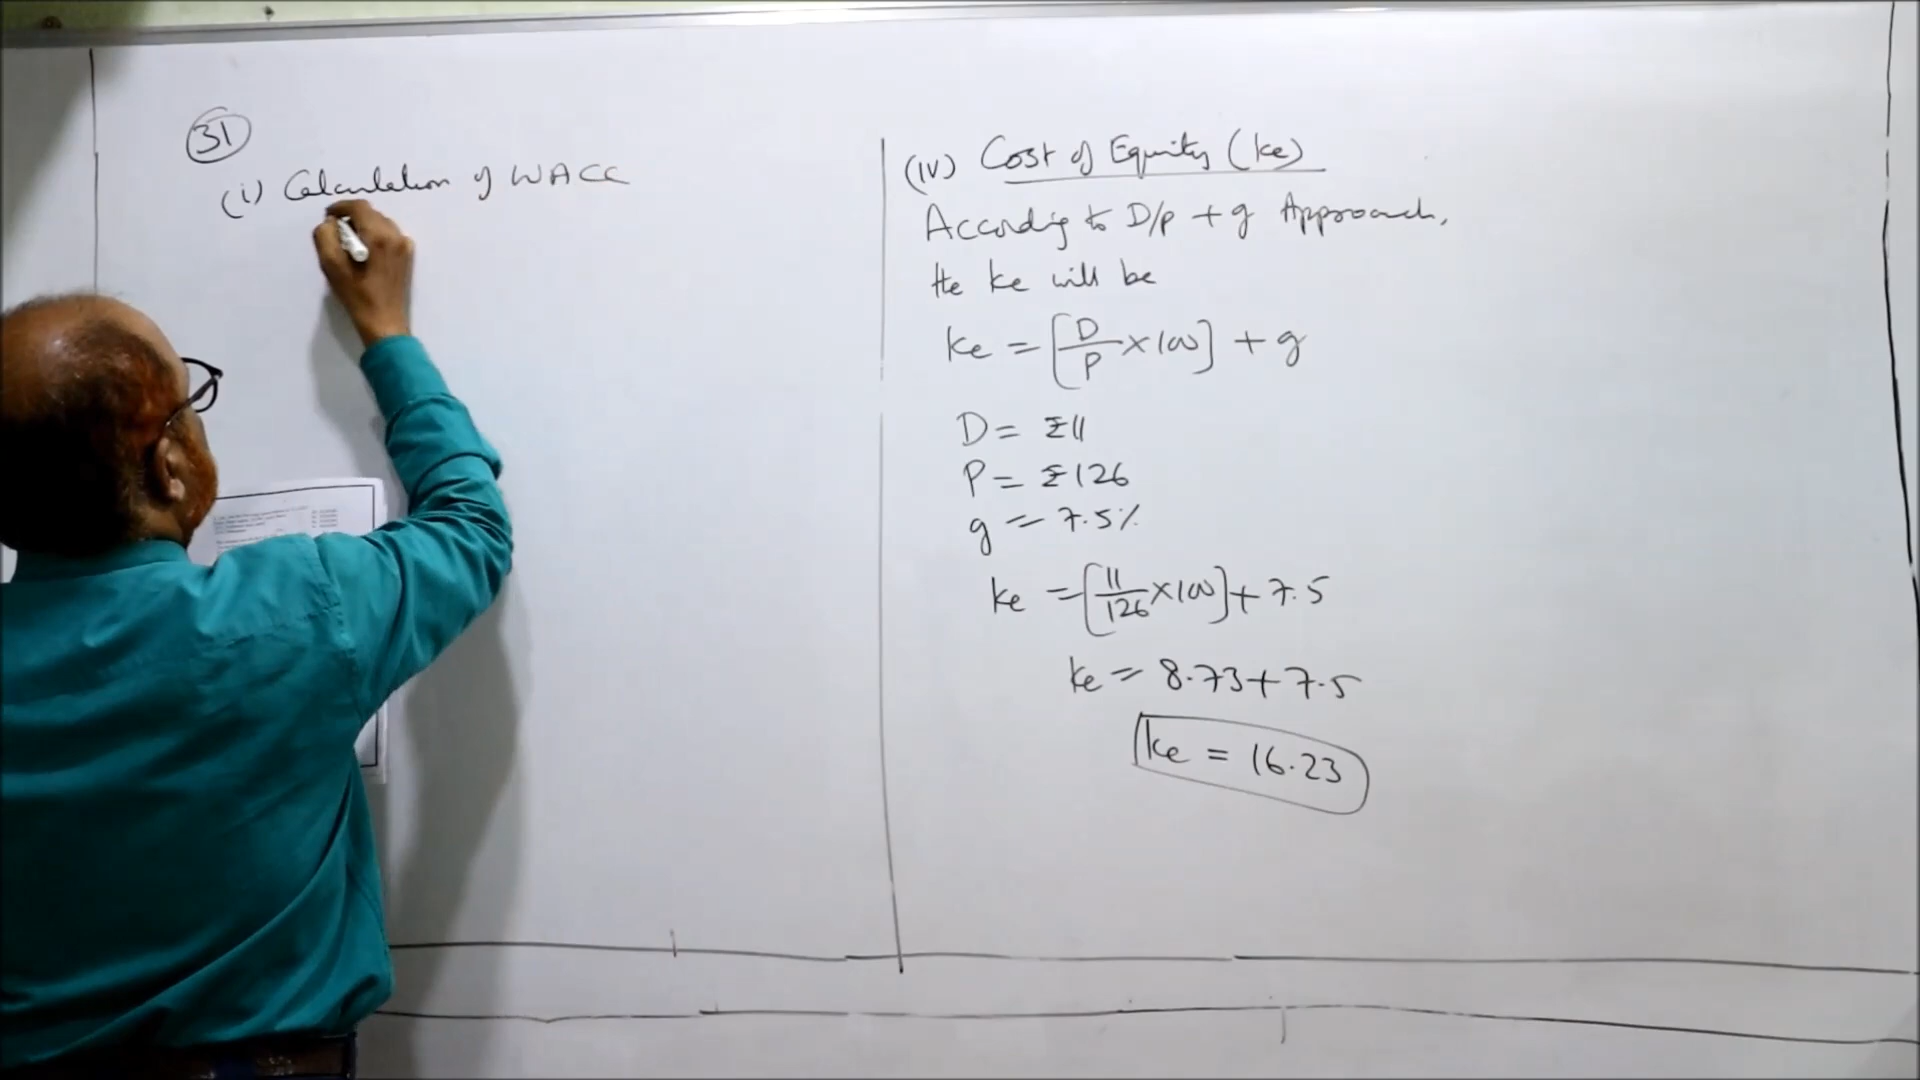 31
(i) Calculation of WACC
(iv) Cost of Equity (ke)
According to D/p + g Approach,
the ke will be
ke = [D/P × 100] + g
D = ₹11
P = ₹126
g = 7.5%
ke = [11/126 × 100] + 7.5
ke = 8.73 + 7.5
ke = 16.23